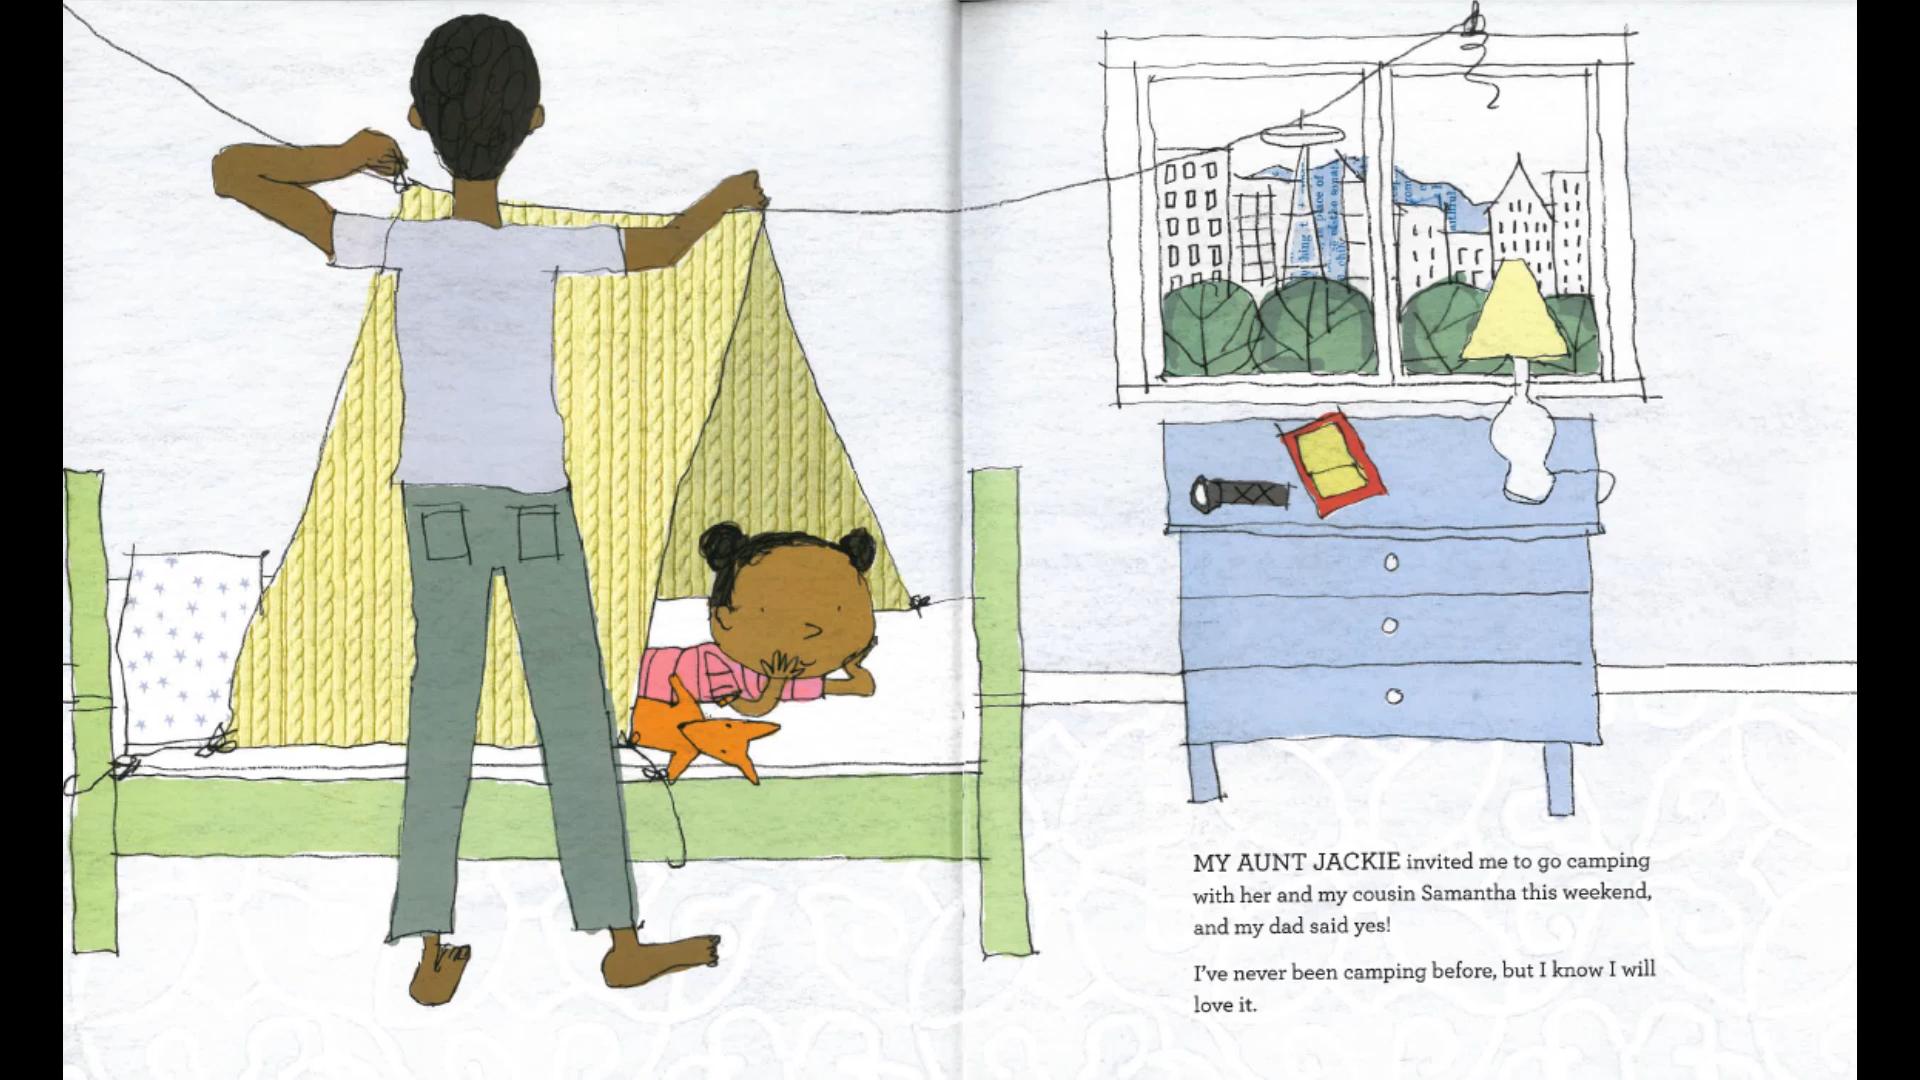 MY AUNT JACKIE invited me to go camping
with her and my cousin Samantha this weekend,
and my dad said yes!
I've never been camping before, but I know I will
love it.